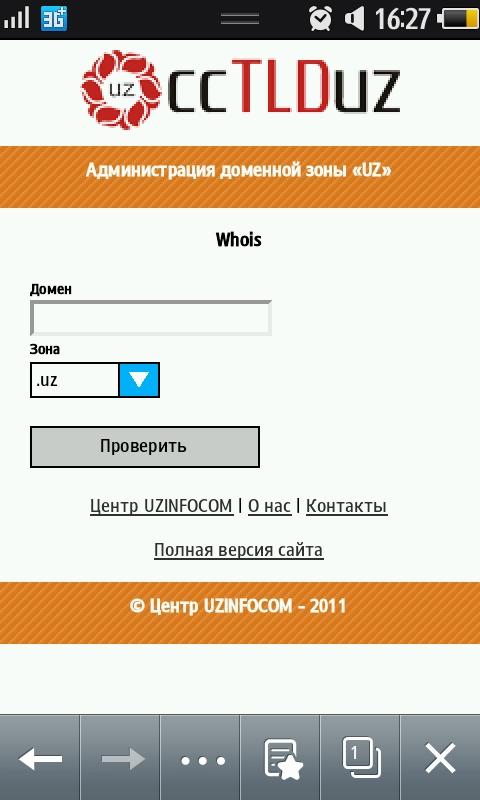 3G+ 16:27
uz ccTLDuz
Администрация доменной зоны «UZ»
Whois
Домен
Зона
.uz
Проверить
Центр UZINFOCOM | О нас | Контакты
Полная версия сайта
© Центр UZINFOCOM - 2011
1